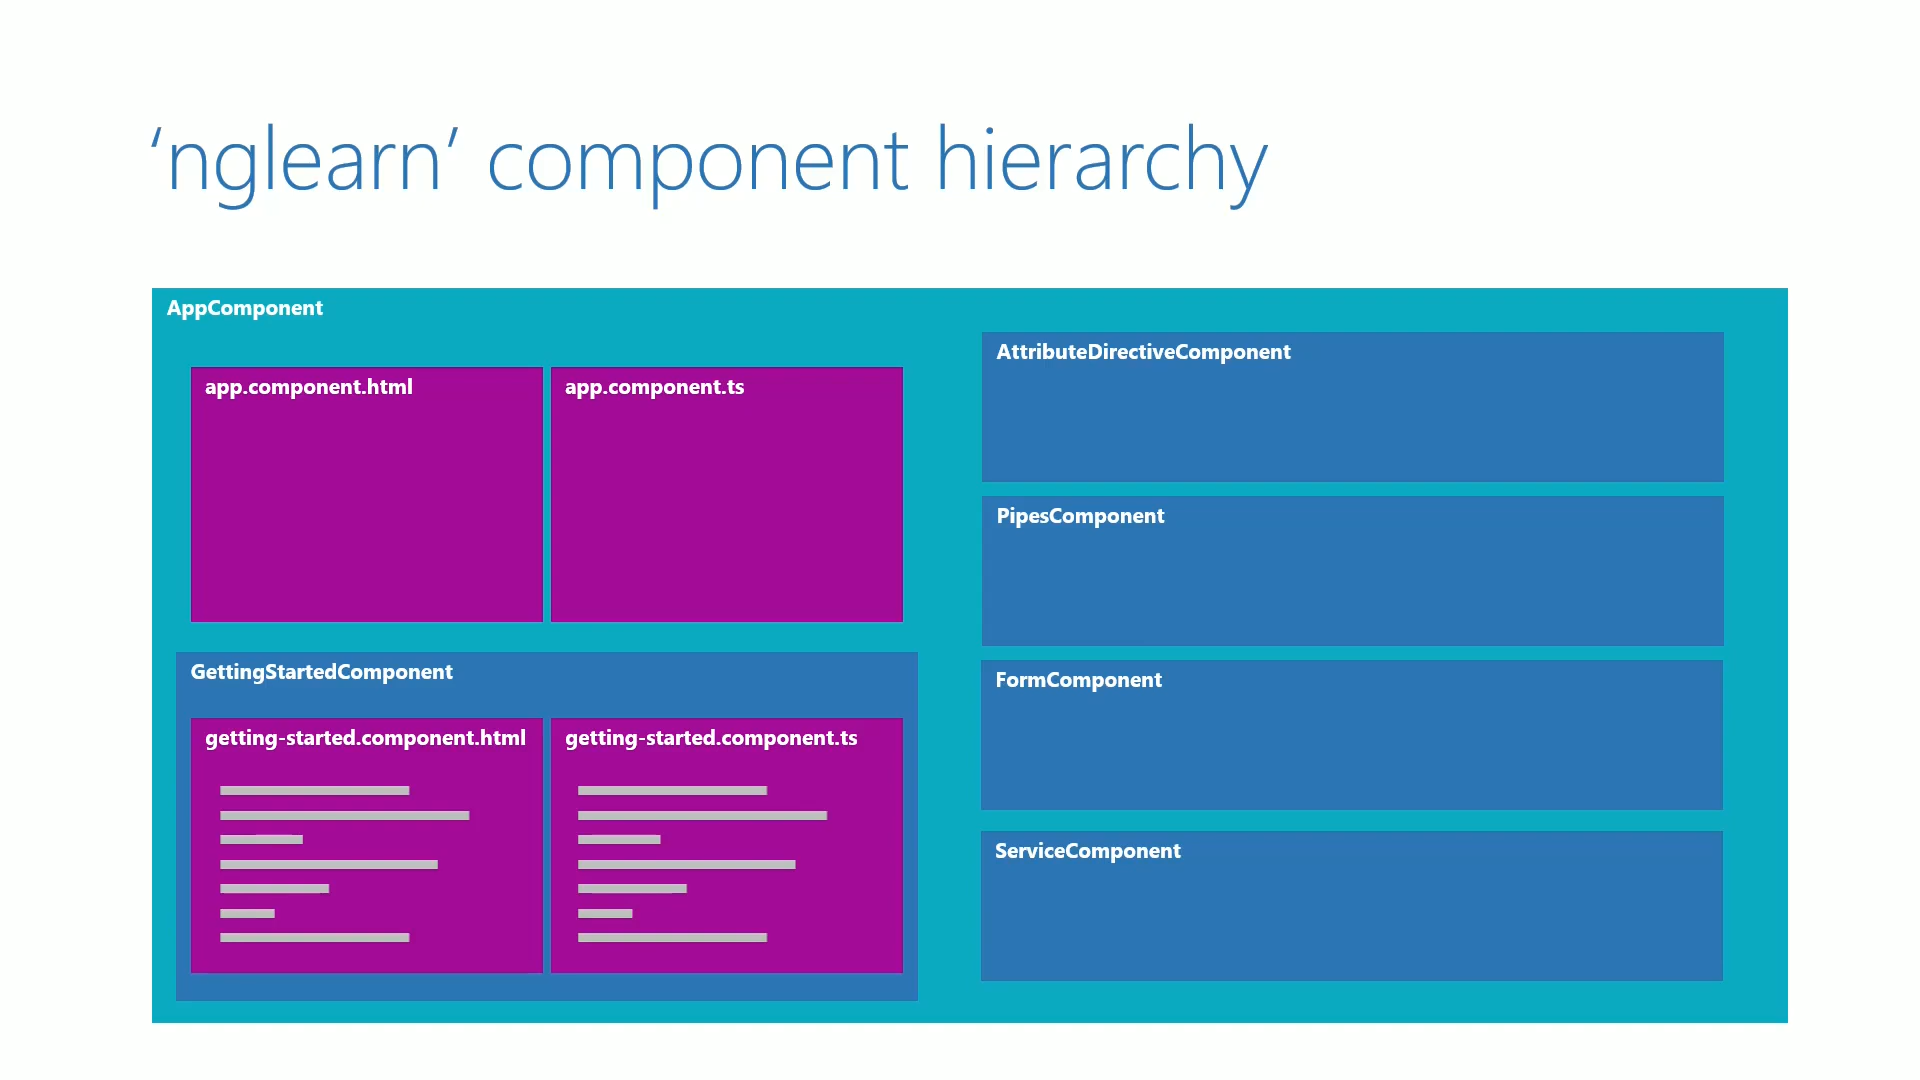 ‘nglearn’ component hierarchy
AppComponent
app.component.html
app.component.ts
GettingStartedComponent
getting-started.component.html
getting-started.component.ts
AttributeDirectiveComponent
PipesComponent
FormComponent
ServiceComponent